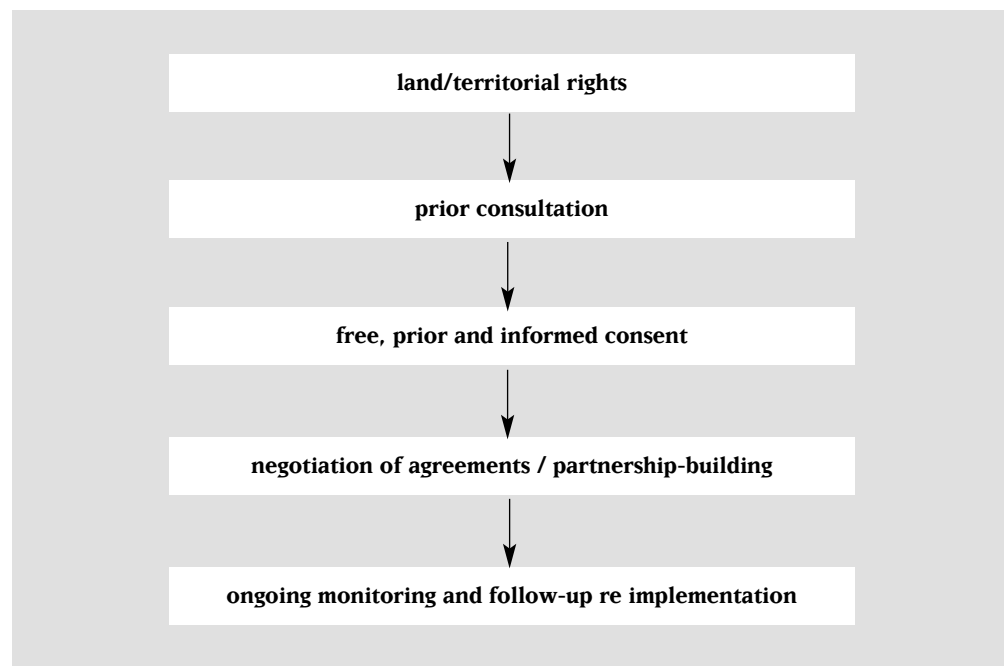 land/territorial rights
prior consultation
free, prior and informed consent
negotiation of agreements / partnership-building
ongoing monitoring and follow-up re implementation